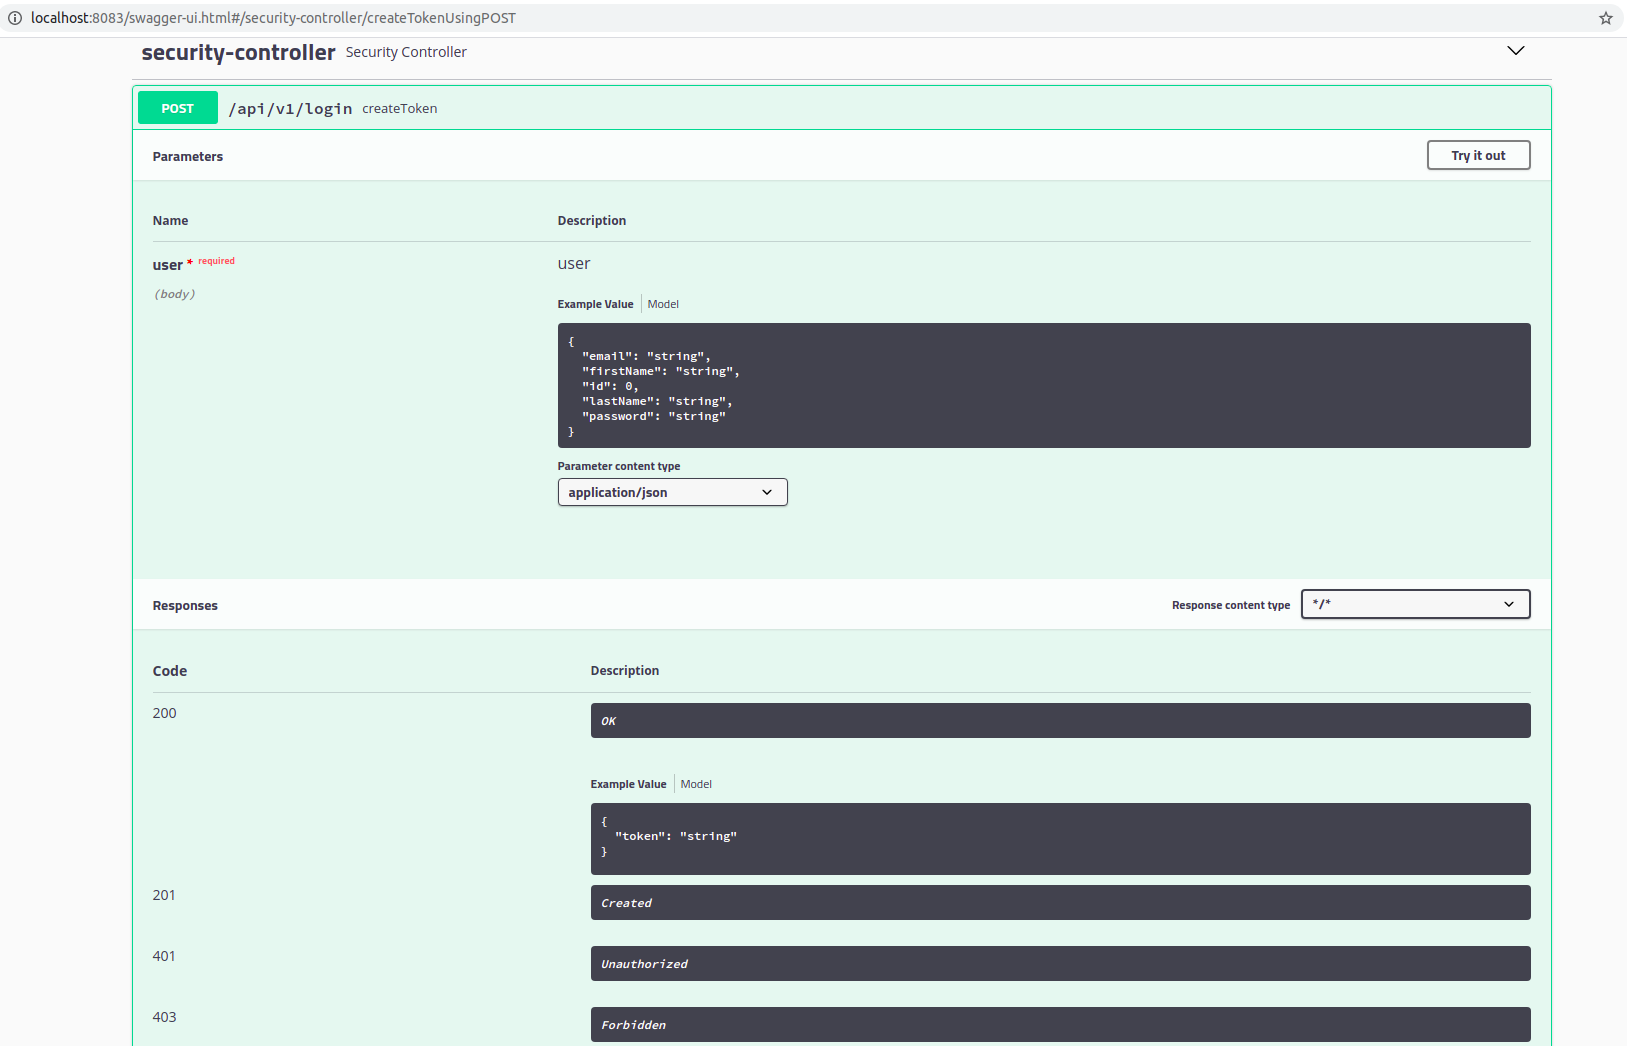 localhost:8083/swagger-ui.html#/security-controller/createTokenUsingPOST
security-controller Security Controller
POST /api/v1/login createToken
Parameters Try it out
Name Description
user * required user
(body)
Example Value Model
{
"email": "string",
"firstName": "string",
"id": 0,
"lastName": "string",
"password": "string"
}
Parameter content type
application/json
Responses Response content type */*
Code Description
200 OK
Example Value Model
{
"token": "string"
}
201 Created
401 Unauthorized
403 Forbidden